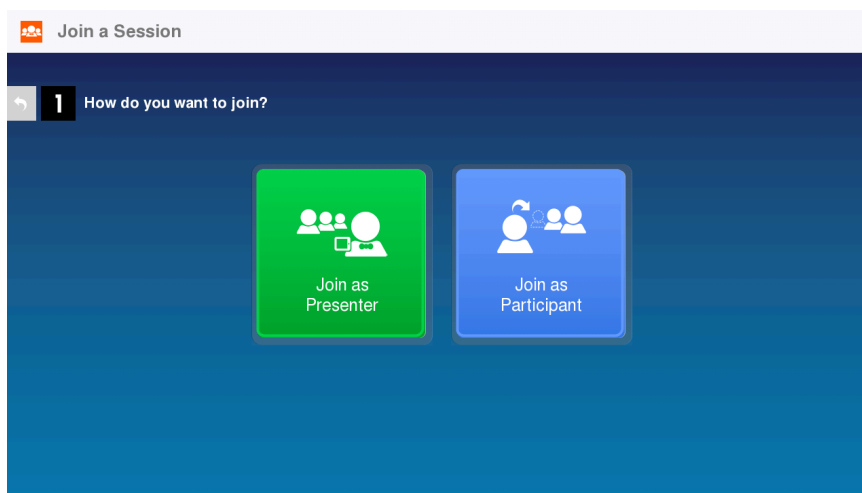 Join a Session
1 How do you want to join?
Join as
Presenter
Join as
Participant